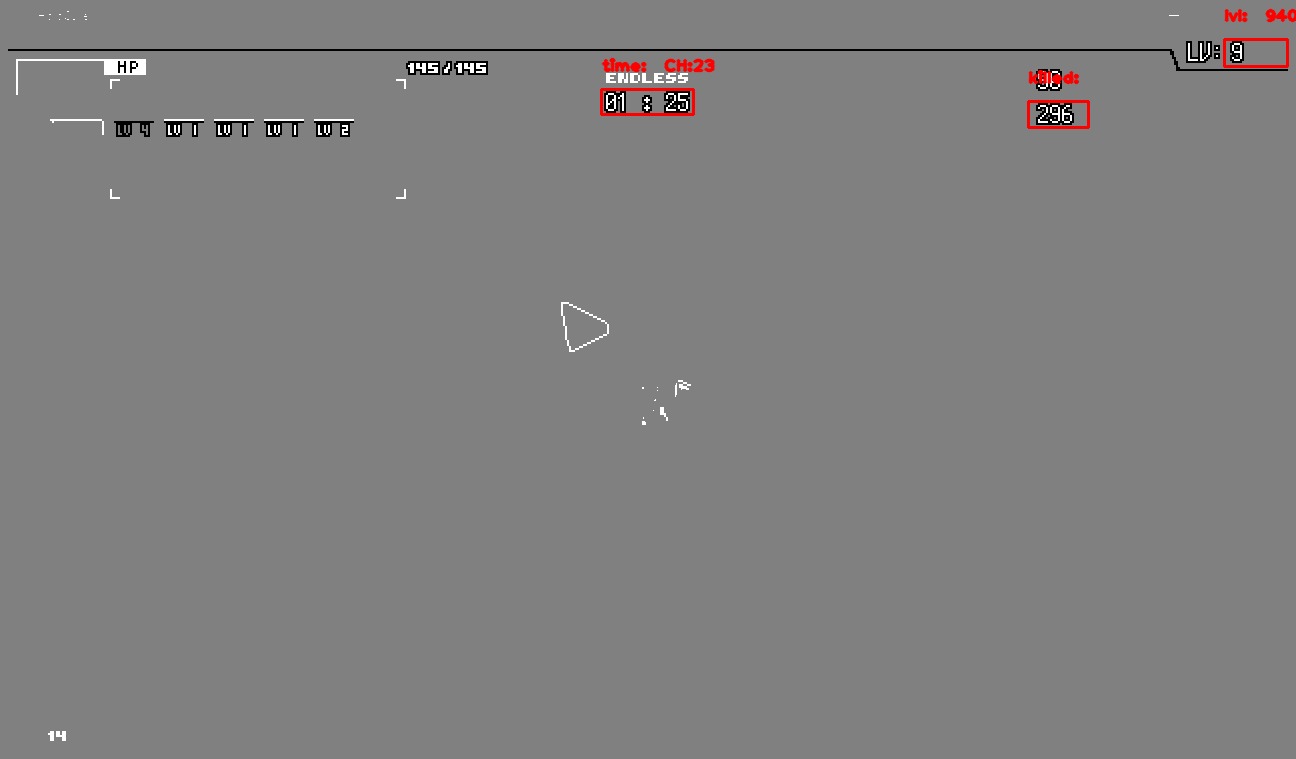 lvl: 940
LV: 9
HP
145/145
time: CH:23
ENDLESS
01 : 25
killed:
296
LV 4 LV 1 LV 1 LV 1 LV 2
14